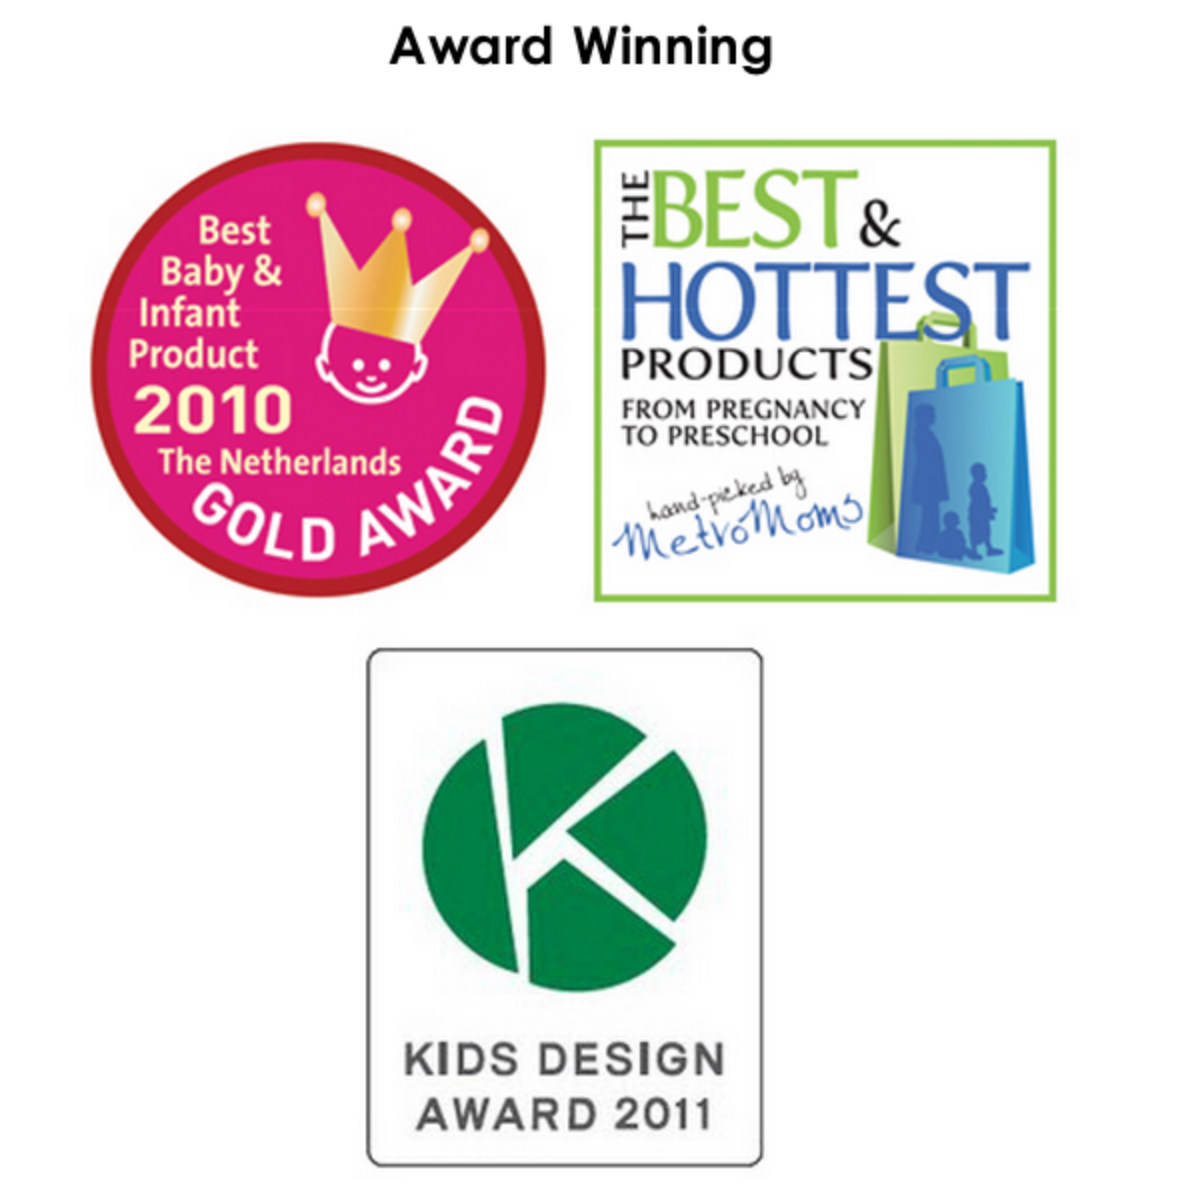 Award Winning
Best
Baby &
Infant
Product
2010
The Netherlands
GOLD AWARD
THE BEST &
HOTTEST
PRODUCTS
FROM PREGNANCY
TO PRESCHOOL
hand-picked by
MetroMoms
KIDS DESIGN
AWARD 2011